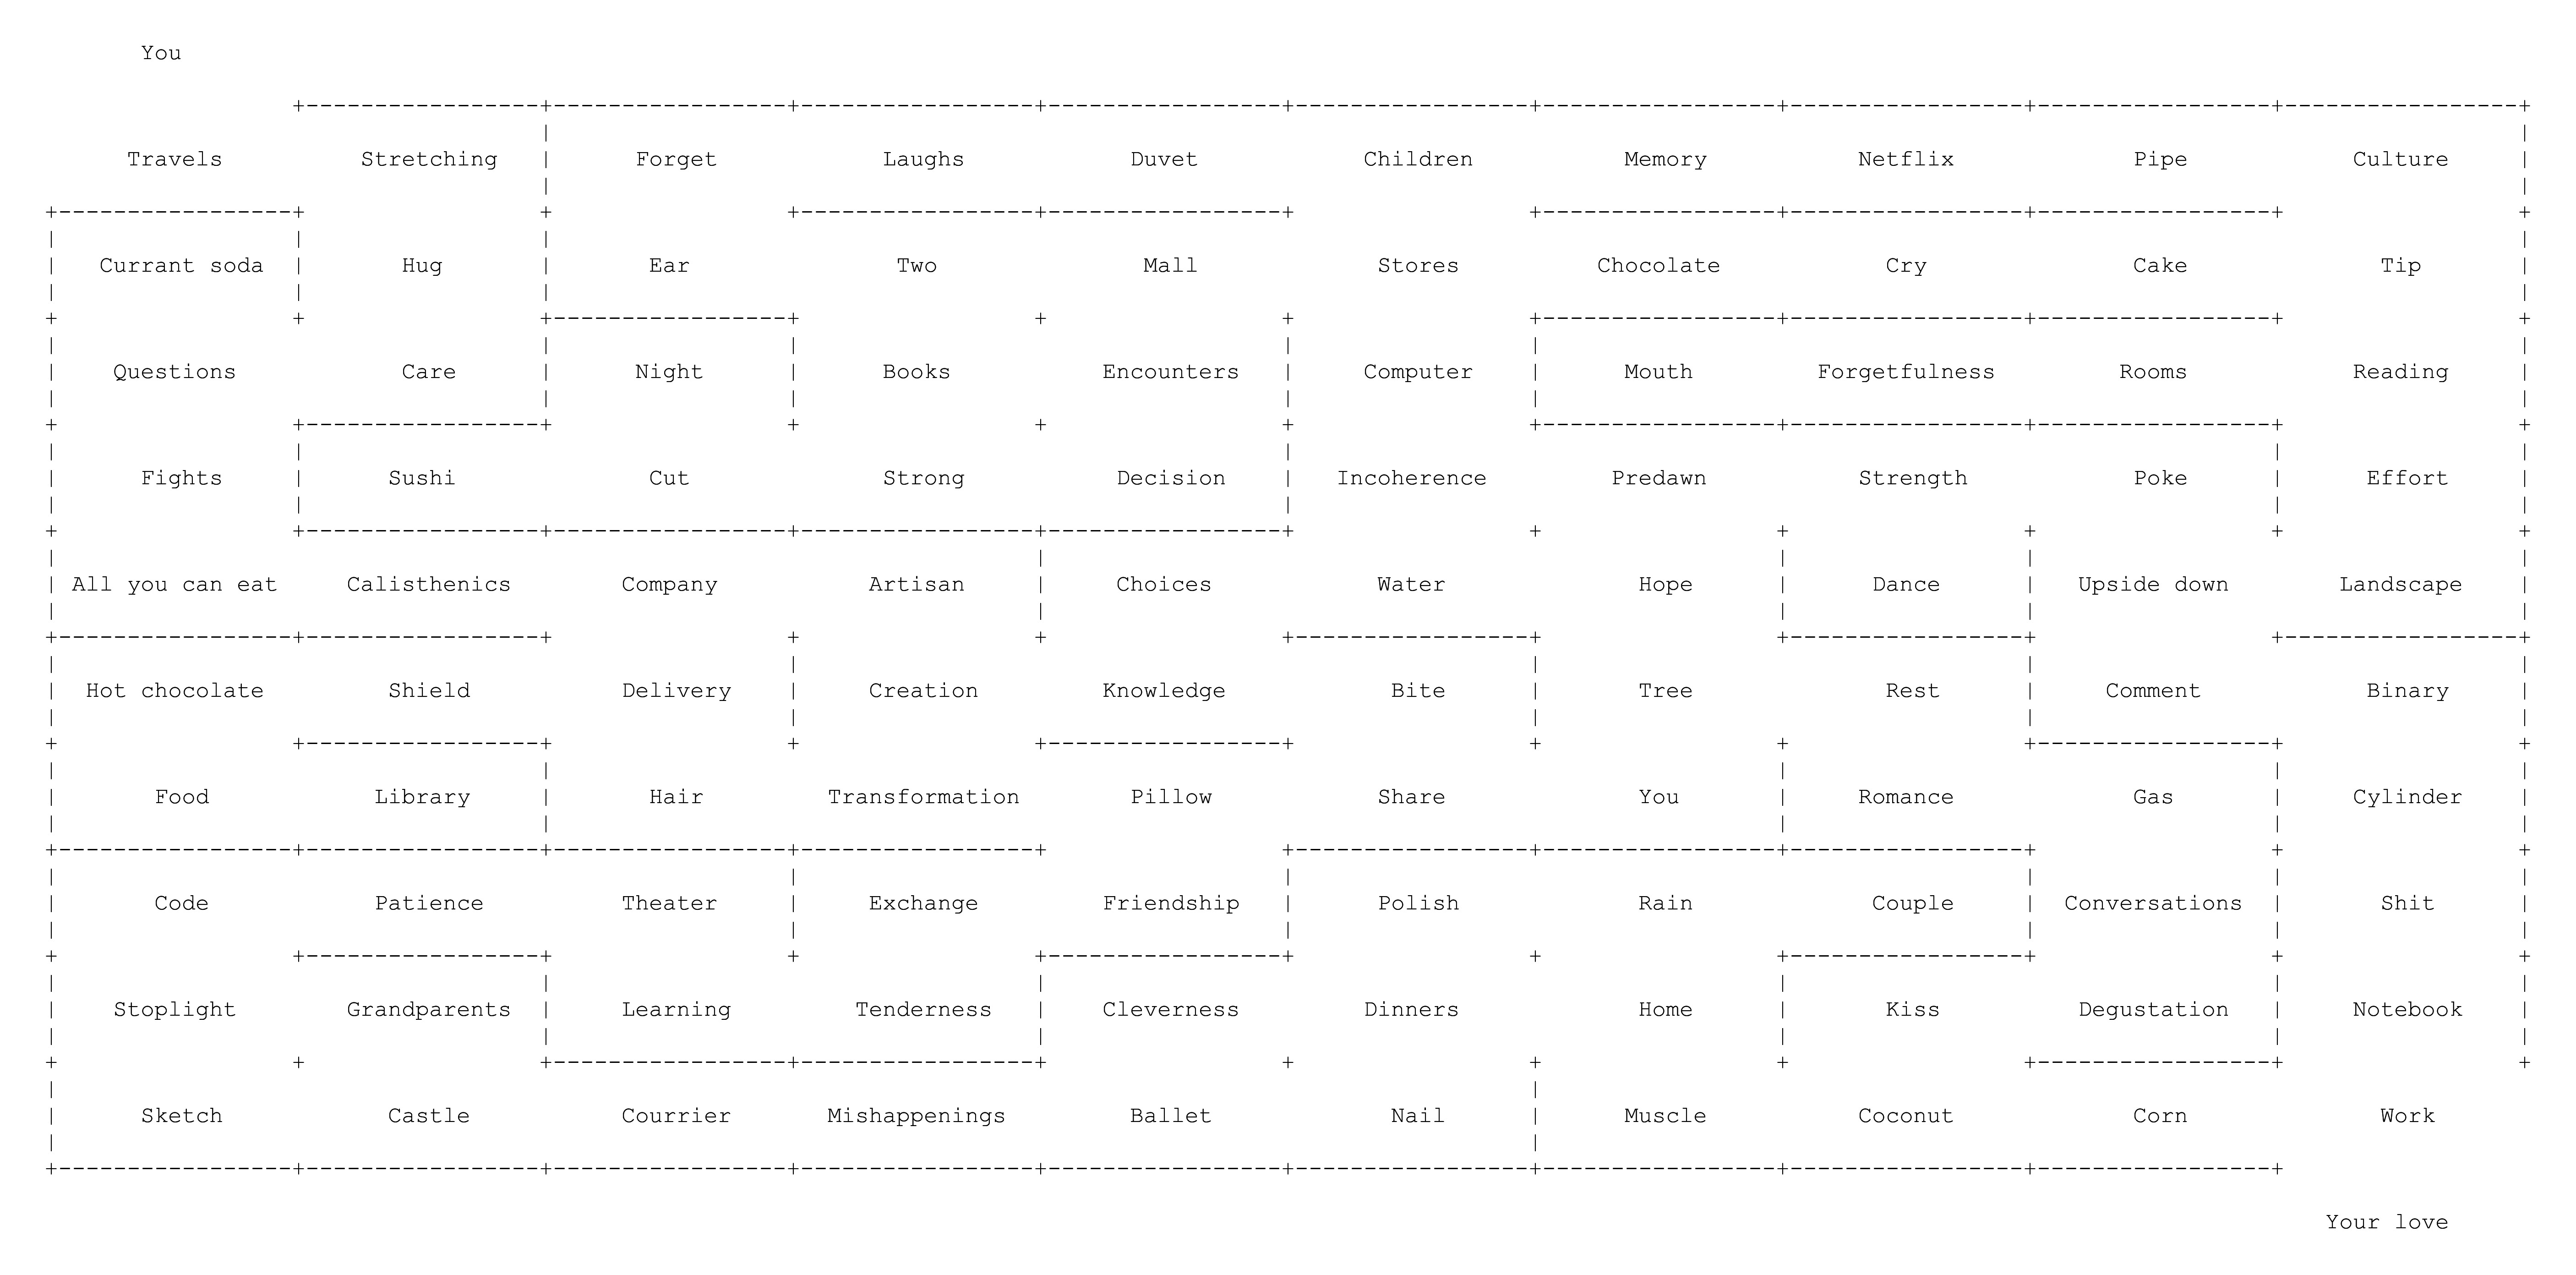 You
Travels Stretching Forget Laughs Duvet Children Memory Netflix Pipe Culture
Currant soda Hug Ear Two Mall Stores Chocolate Cry Cake Tip
Questions Care Night Books Encounters Computer Mouth Forgetfulness Rooms Reading
Fights Sushi Cut Strong Decision Incoherence Predawn Strength Poke Effort
All you can eat Calisthenics Company Artisan Choices Water Hope Dance Upside down Landscape
Hot chocolate Shield Delivery Creation Knowledge Bite Tree Rest Comment Binary
Food Library Hair Transformation Pillow Share You Romance Gas Cylinder
Code Patience Theater Exchange Friendship Polish Rain Couple Conversations Shit
Stoplight Grandparents Learning Tenderness Cleverness Dinners Home Kiss Degustation Notebook
Sketch Castle Courrier Mishappenings Ballet Nail Muscle Coconut Corn Work
Your love